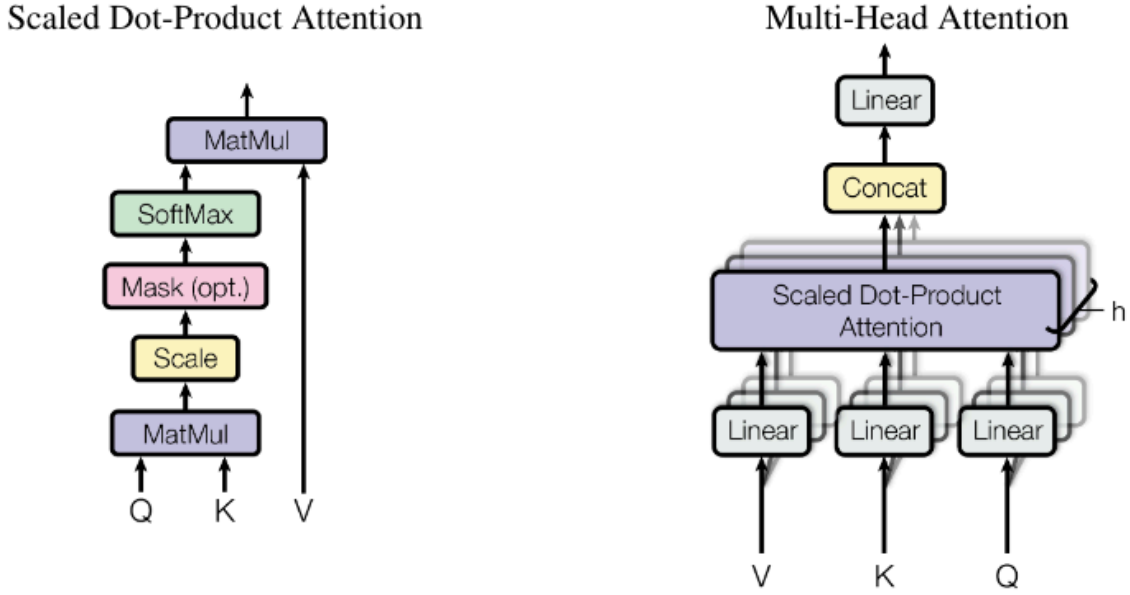 Scaled Dot-Product Attention
MatMul
SoftMax
Mask (opt.)
Scale
MatMul
Q K V
Multi-Head Attention
Linear
Concat
Scaled Dot-Product
Attention
h
Linear Linear Linear
V K Q